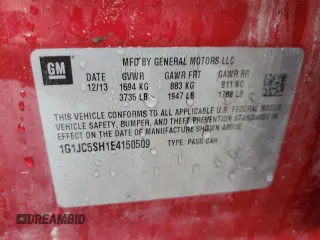 GM
MFD BY GENERAL MOTORS LLC
DATE GVWR GAWR FRT GAWR RR
12/13 1694 KG 883 KG 811 KG
3735 LB 1947 LB 1788 LB
THIS VEHICLE CONFORMS TO ALL APPLICABLE U.S. FEDERAL MOTOR
VEHICLE SAFETY, BUMPER, AND THEFT PREVENTION STANDARDS IN
EFFECT ON THE DATE OF MANUFACTURE SHOWN ABOVE.
1G1JC5SH1E4150509 TYPE: PASS CAR
DREAMBID